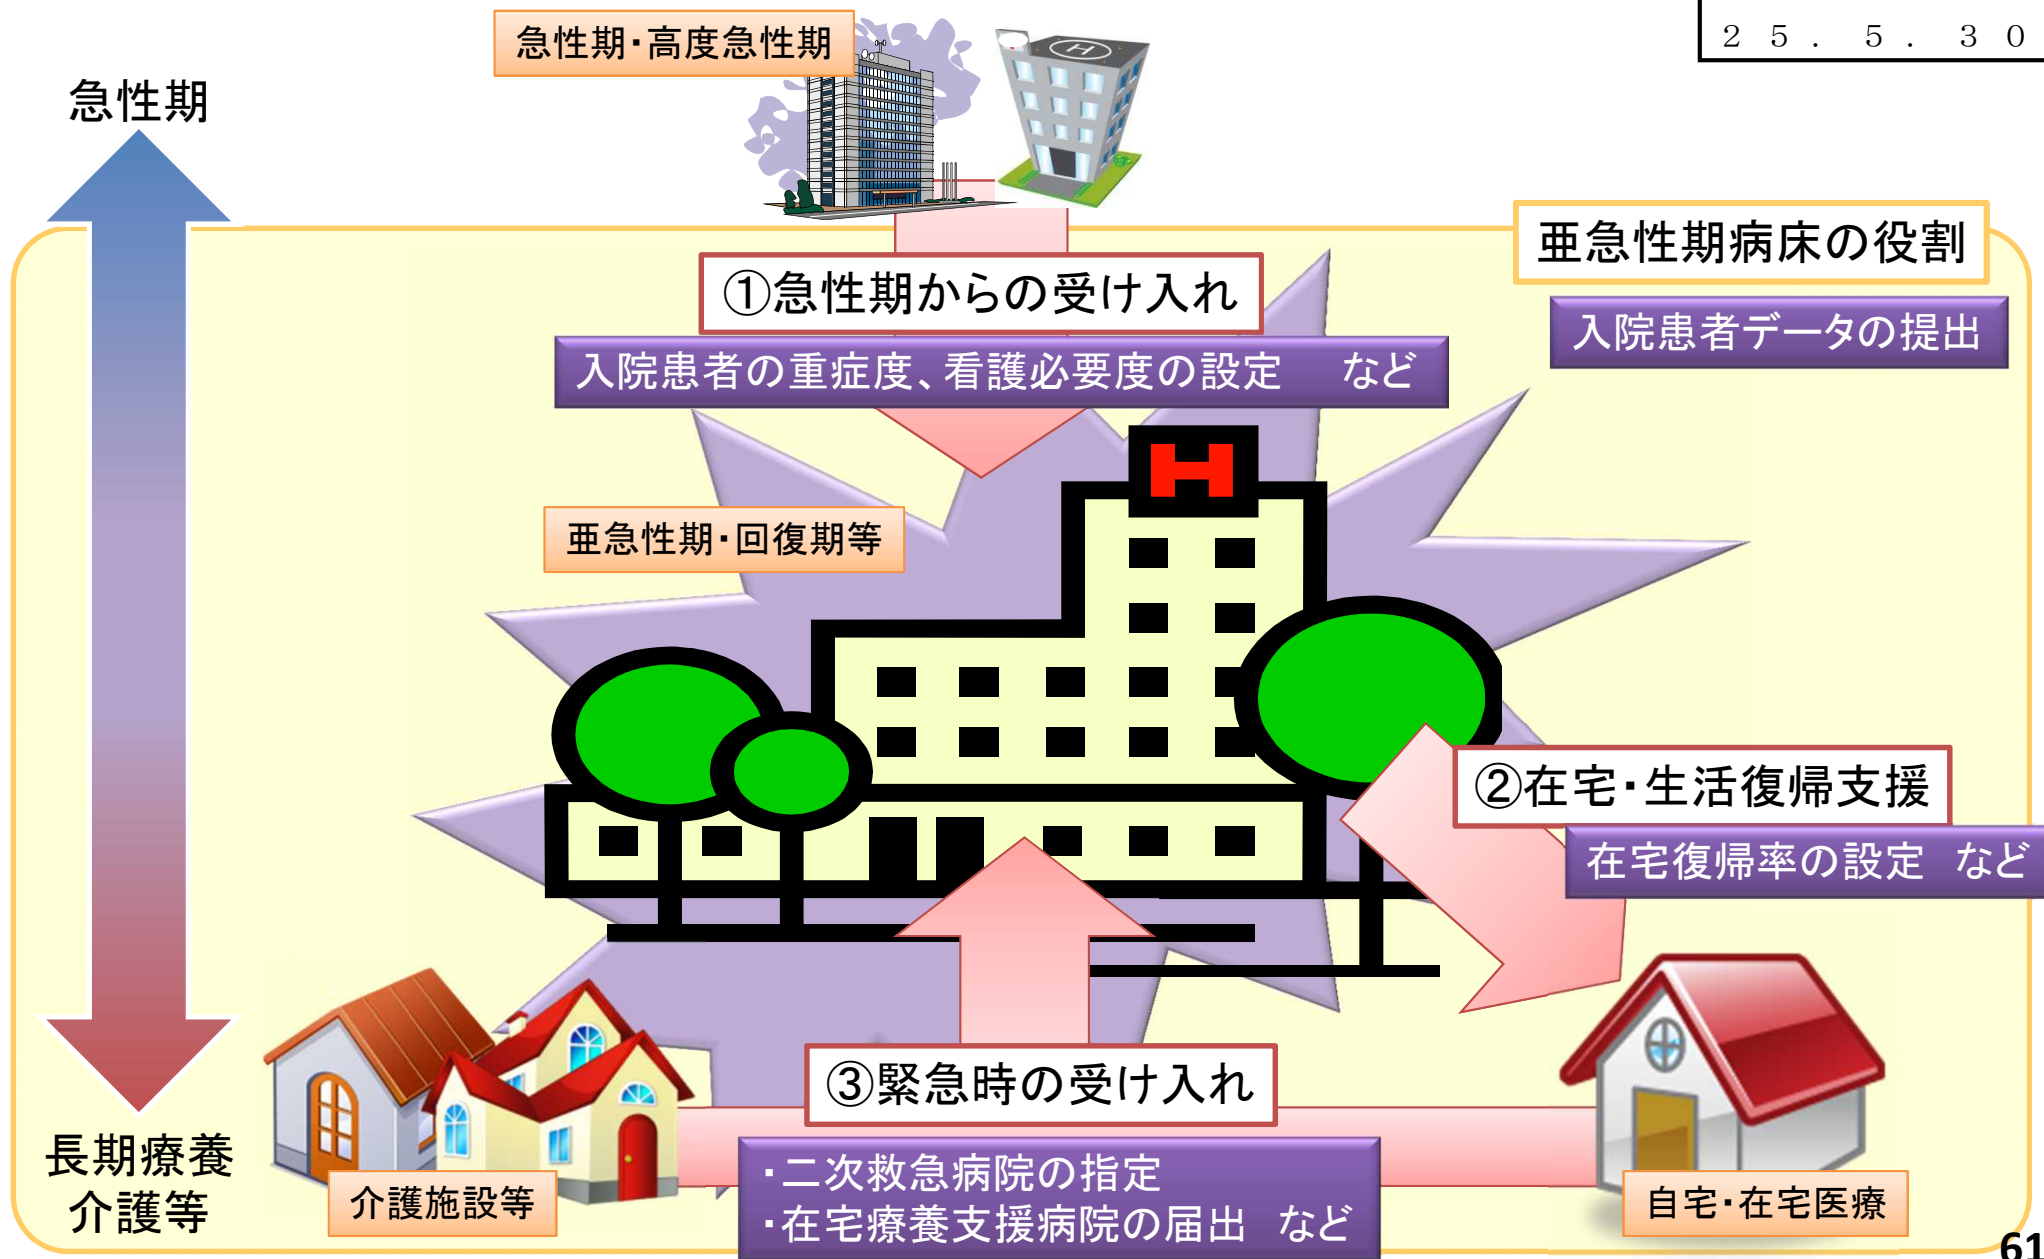 ２５．５．３０
急性期・高度急性期
急性期
亜急性期病床の役割
①急性期からの受け入れ
入院患者データの提出
入院患者の重症度、看護必要度の設定　など
H
亜急性期・回復期等
②在宅・生活復帰支援
在宅復帰率の設定　など
③緊急時の受け入れ
長期療養
介護等
・二次救急病院の指定
・在宅療養支援病院の届出　など
介護施設等
自宅・在宅医療
61